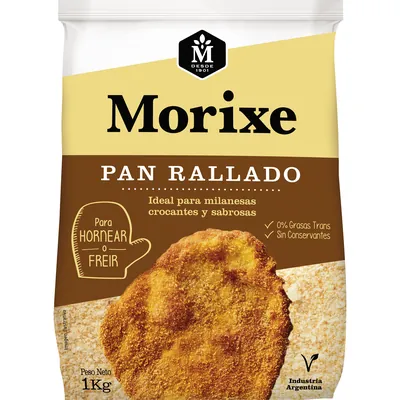 M
DESDE
1901
Morixe
PAN RALLADO
Ideal para milanesas
crocantes y sabrosas
Para
HORNEAR
o
FREIR
✓ 0% Grasas Trans
✓ Sin Conservantes
Peso Neto
1Kg
V
Industria
Argentina